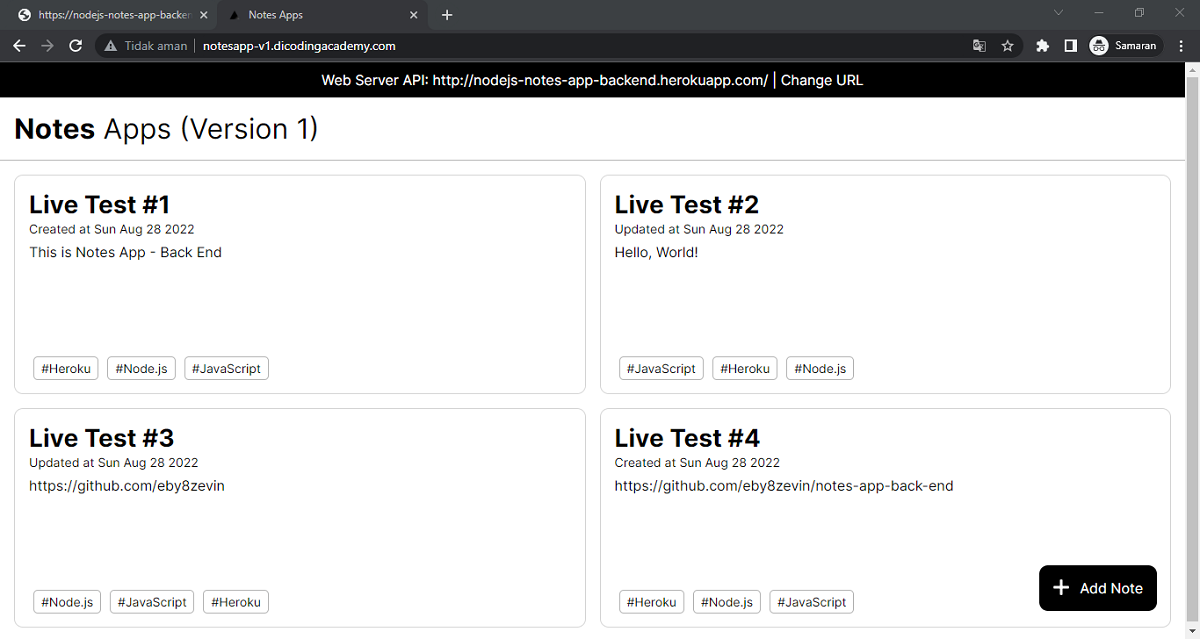 https://nodejs-notes-app-backen
Notes Apps
Tidak aman
notesapp-v1.dicodingacademy.com
Samaran
Web Server API: http://nodejs-notes-app-backend.herokuapp.com/ | Change URL
Notes Apps (Version 1)
Live Test #1
Created at Sun Aug 28 2022
This is Notes App - Back End
#Heroku #Node.js #JavaScript
Live Test #2
Updated at Sun Aug 28 2022
Hello, World!
#JavaScript #Heroku #Node.js
Live Test #3
Updated at Sun Aug 28 2022
https://github.com/eby8zevin
#Node.js #JavaScript #Heroku
Live Test #4
Created at Sun Aug 28 2022
https://github.com/eby8zevin/notes-app-back-end
#Heroku #Node.js #JavaScript
+ Add Note